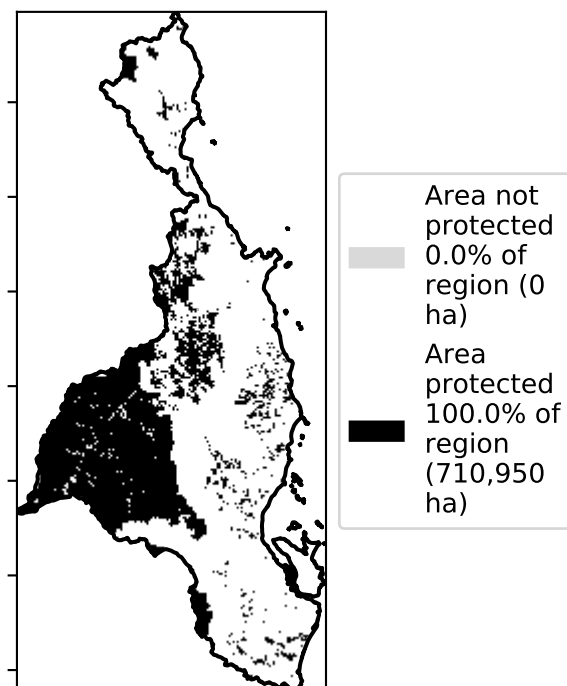 Area not
protected
0.0% of
region (0
ha)
Area
protected
100.0% of
region
(710,950
ha)